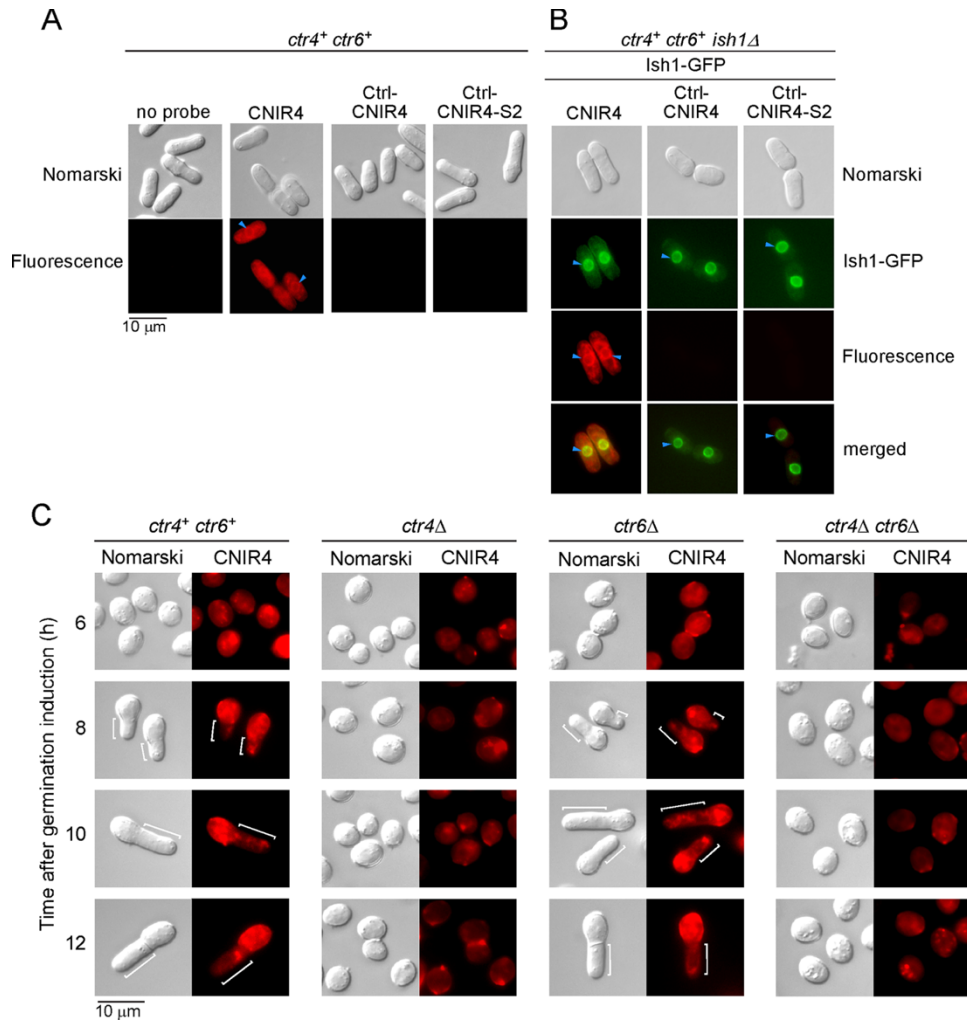 A
ctr4⁺ ctr6⁺
no probe CNIR4 Ctrl-CNIR4 Ctrl-CNIR4-S2
Nomarski
Fluorescence
10 μm
B
ctr4⁺ ctr6⁺ ish1Δ
Ish1-GFP
CNIR4 Ctrl-CNIR4 Ctrl-CNIR4-S2
Nomarski
Ish1-GFP
Fluorescence
merged
C
ctr4⁺ ctr6⁺ ctr4Δ ctr6Δ ctr4Δ ctr6Δ
Nomarski CNIR4 Nomarski CNIR4 Nomarski CNIR4 Nomarski CNIR4
Time after germination induction (h)
6
8
10
12
10 μm